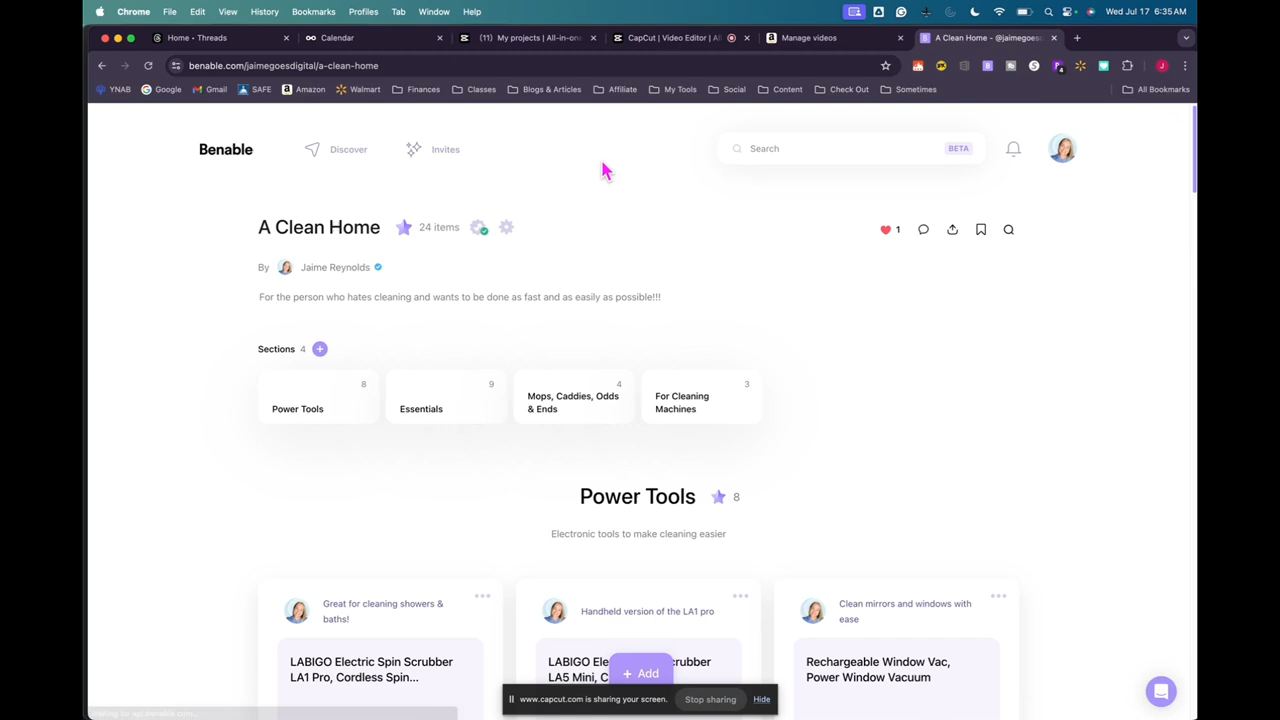 Chrome File Edit View History Bookmarks Profiles Tab Window Help Wed Jul 17 6:35 AM
Home • Threads Calendar (11) My projects | All-in-one CapCut | Video Editor | All- Manage videos A Clean Home - @jaimegoesd
benable.com/jaimegoesdigital/a-clean-home
YNAB Google Gmail SAFE Amazon Walmart Finances Classes Blogs & Articles Affiliate My Tools Social Content Check Out Sometimes All Bookmarks
Benable Discover Invites Search BETA
A Clean Home 24 items 1
By Jaime Reynolds
For the person who hates cleaning and wants to be done as fast and as easily as possible!!!
Sections 4
8 9 4 3
Power Tools
Essentials
Mops, Caddies, Odds
& Ends
For Cleaning
Machines
Power Tools 8
Electronic tools to make cleaning easier
Great for cleaning showers &
baths!
LABIGO Electric Spin Scrubber
LA1 Pro, Cordless Spin...
Handheld version of the LA1 pro
LABIGO Ele crubber
LA5 Mini, C
Clean mirrors and windows with
ease
Rechargeable Window Vac,
Power Window Vacuum
+ Add
www.capcut.com is sharing your screen. Stop sharing Hide